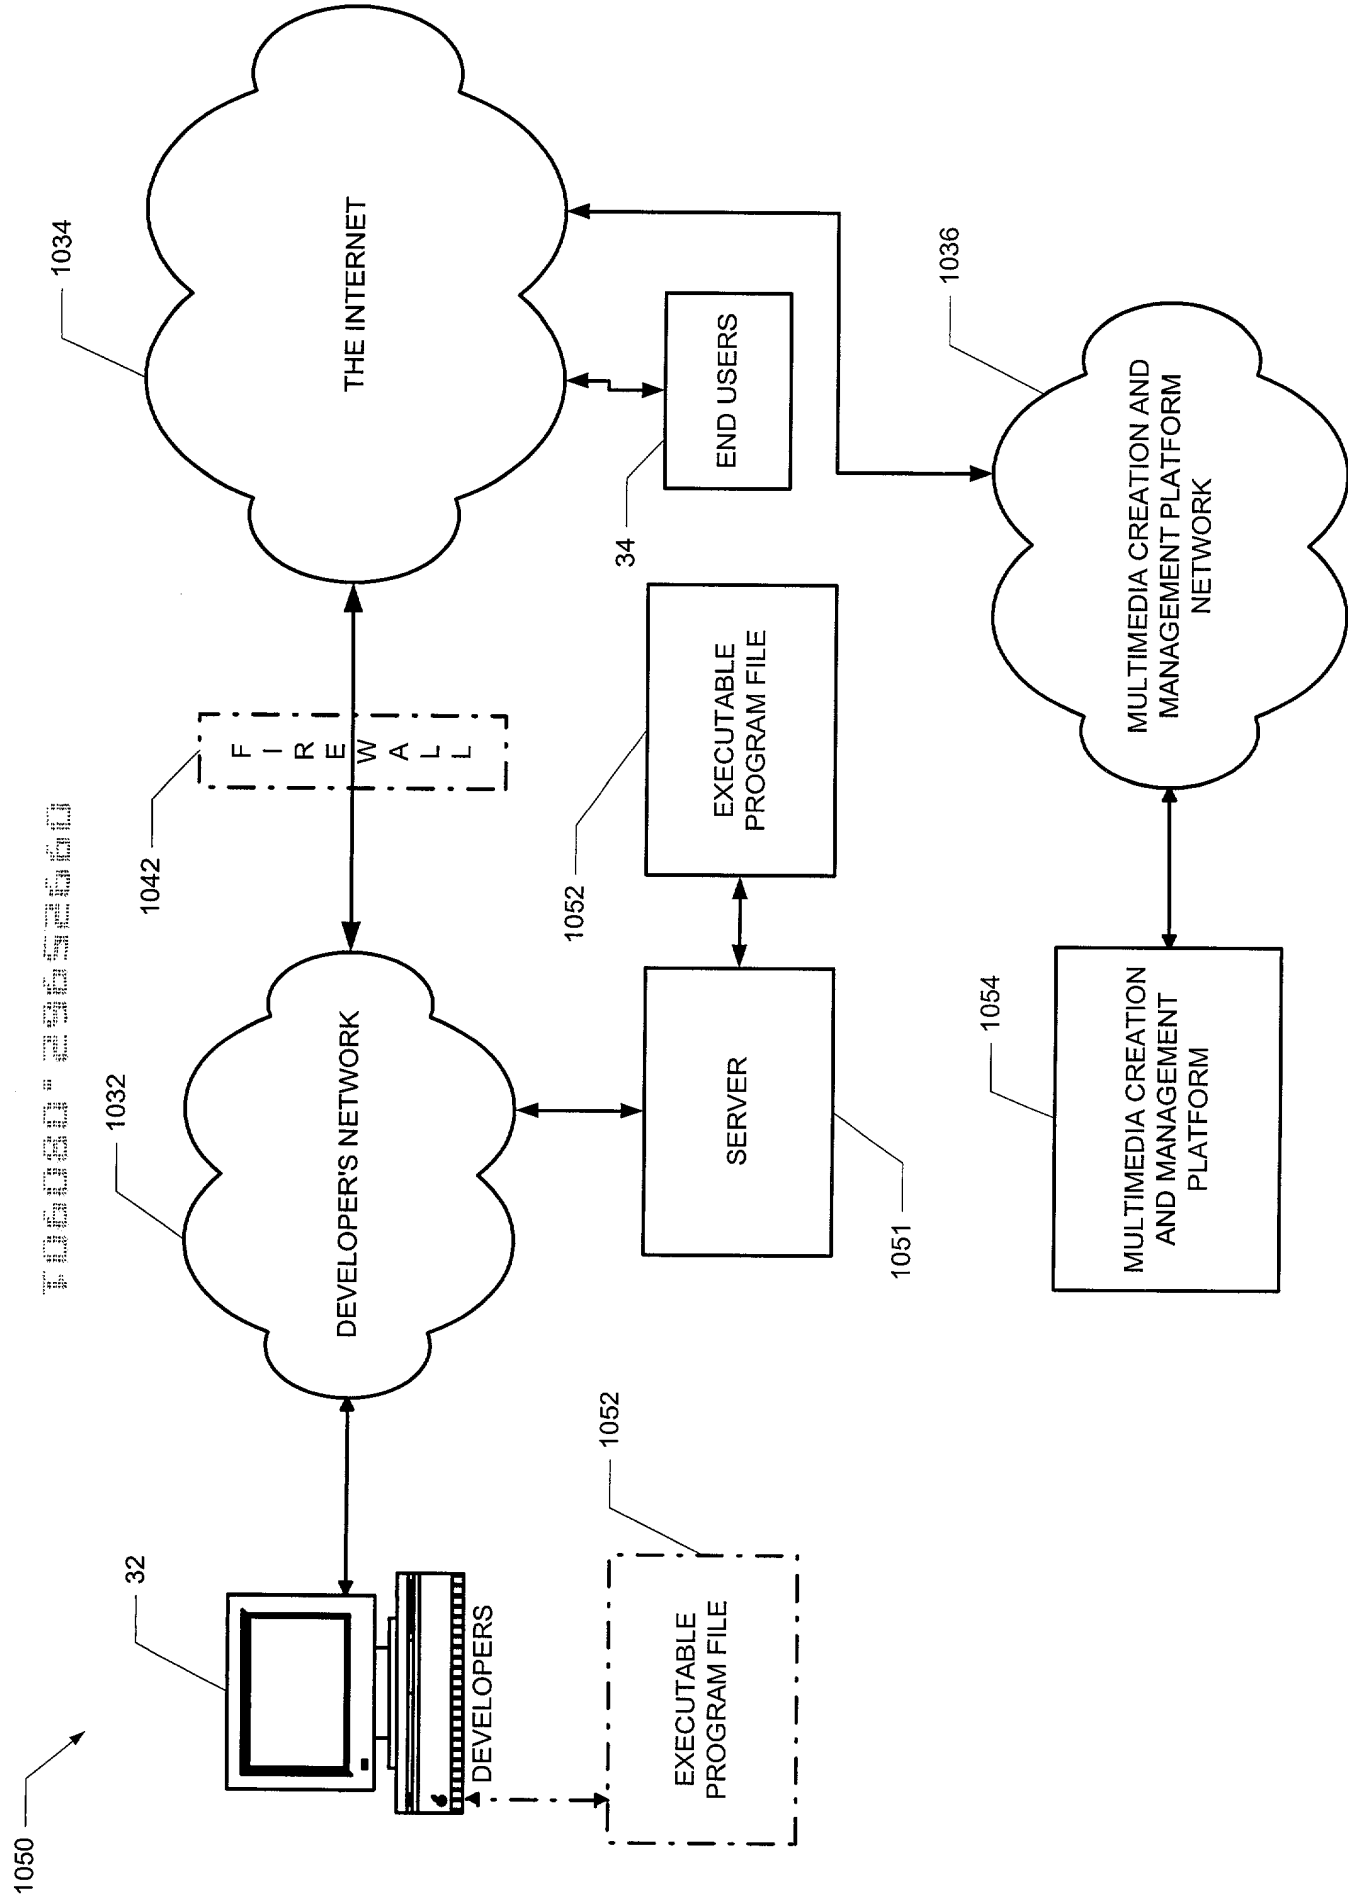 1050
32
DEVELOPERS
EXECUTABLE
PROGRAM FILE
1052
1032
DEVELOPER'S NETWORK
1042
FIREWALL
1034
THE INTERNET
SERVER
1051
1052
EXECUTABLE
PROGRAM FILE
34
END USERS
1054
MULTIMEDIA CREATION
AND MANAGEMENT
PLATFORM
1036
MULTIMEDIA CREATION AND
MANAGEMENT PLATFORM
NETWORK